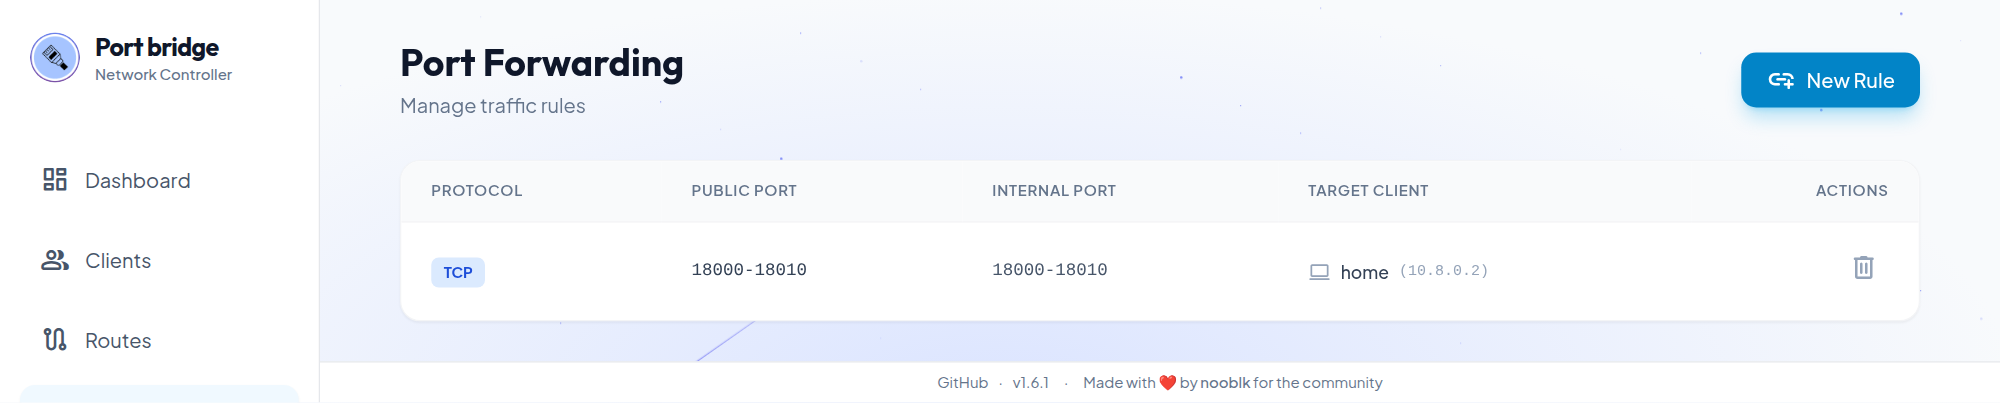 Port bridge
Network Controller
Dashboard
Clients
Routes
Port Forwarding
Manage traffic rules
New Rule
PROTOCOL PUBLIC PORT INTERNAL PORT TARGET CLIENT ACTIONS
TCP 18000-18010 18000-18010 home (10.8.0.2)
GitHub · v1.6.1 · Made with ❤️ by nooblk for the community